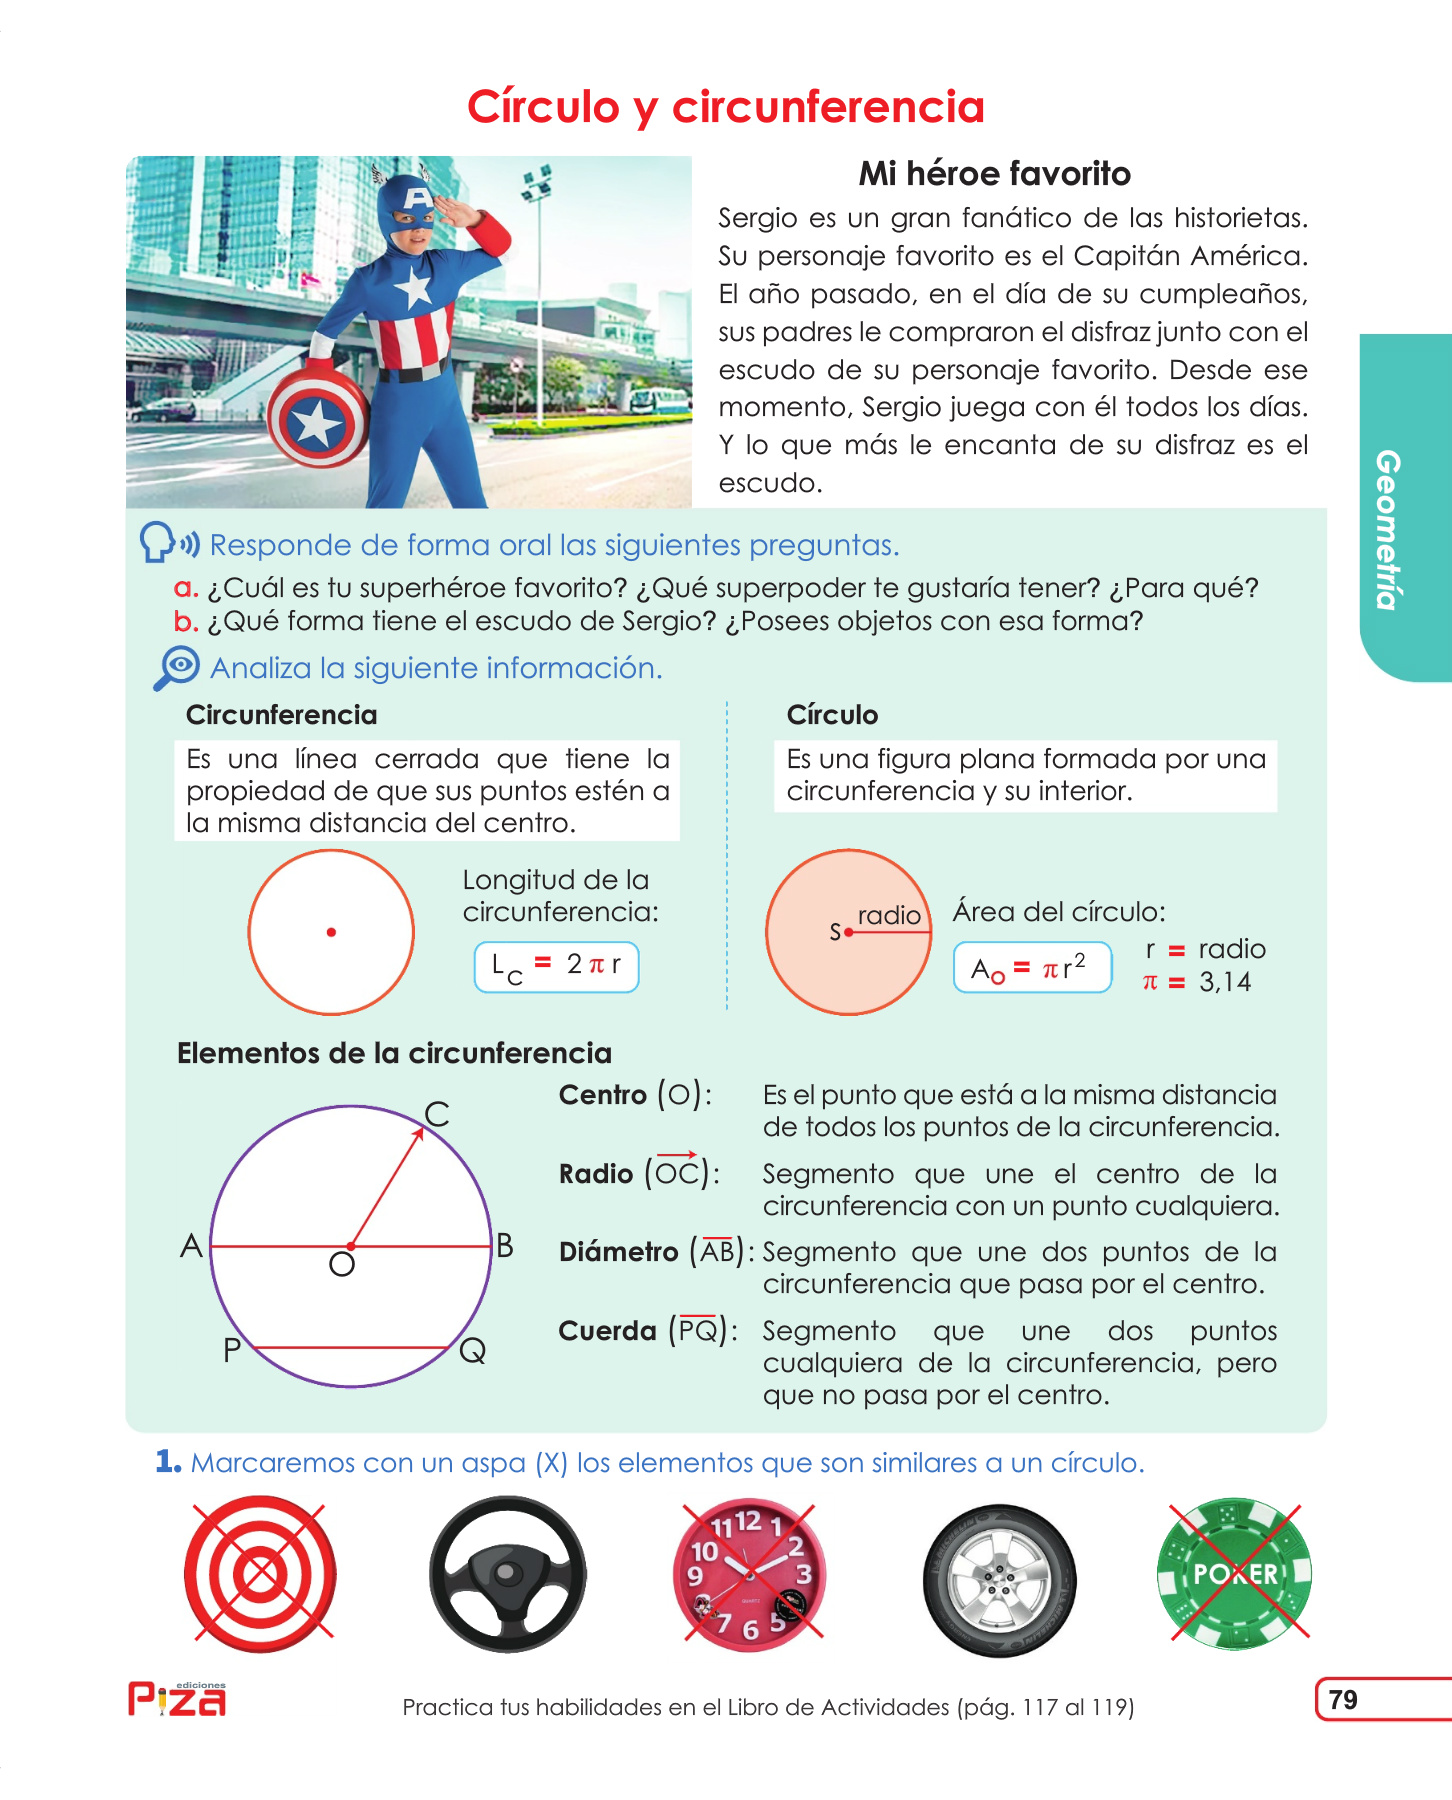 Círculo y circunferencia
Mi héroe favorito
Sergio es un gran fanático de las historietas.
Su personaje favorito es el Capitán América.
El año pasado, en el día de su cumpleaños,
sus padres le compraron el disfraz junto con el
escudo de su personaje favorito. Desde ese
momento, Sergio juega con él todos los días.
Y lo que más le encanta de su disfraz es el
escudo.
A
Geometría
Responde de forma oral las siguientes preguntas.
a. ¿Cuál es tu superhéroe favorito? ¿Qué superpoder te gustaría tener? ¿Para qué?
b. ¿Qué forma tiene el escudo de Sergio? ¿Posees objetos con esa forma?
Analiza la siguiente información.
Circunferencia
Es una línea cerrada que tiene la
propiedad de que sus puntos estén a
la misma distancia del centro.
Longitud de la
circunferencia:
L_C = 2 π r
Círculo
Es una figura plana formada por una
circunferencia y su interior.
S radio
Área del círculo:
A_O = π r²
r = radio
π = 3,14
Elementos de la circunferencia
C
A
B
O
P
Q
Centro (O): Es el punto que está a la misma distancia
de todos los puntos de la circunferencia.
Radio (OC): Segmento que une el centro de la
circunferencia con un punto cualquiera.
Diámetro (AB): Segmento que une dos puntos de la
circunferencia que pasa por el centro.
Cuerda (PQ): Segmento que une dos puntos
cualquiera de la circunferencia, pero
que no pasa por el centro.
1. Marcaremos con un aspa (X) los elementos que son similares a un círculo.
11 12 1
10 2
9 3
7 6 5
QUARTZ
POKER
ediciones
Piza
Practica tus habilidades en el Libro de Actividades (pág. 117 al 119)
79